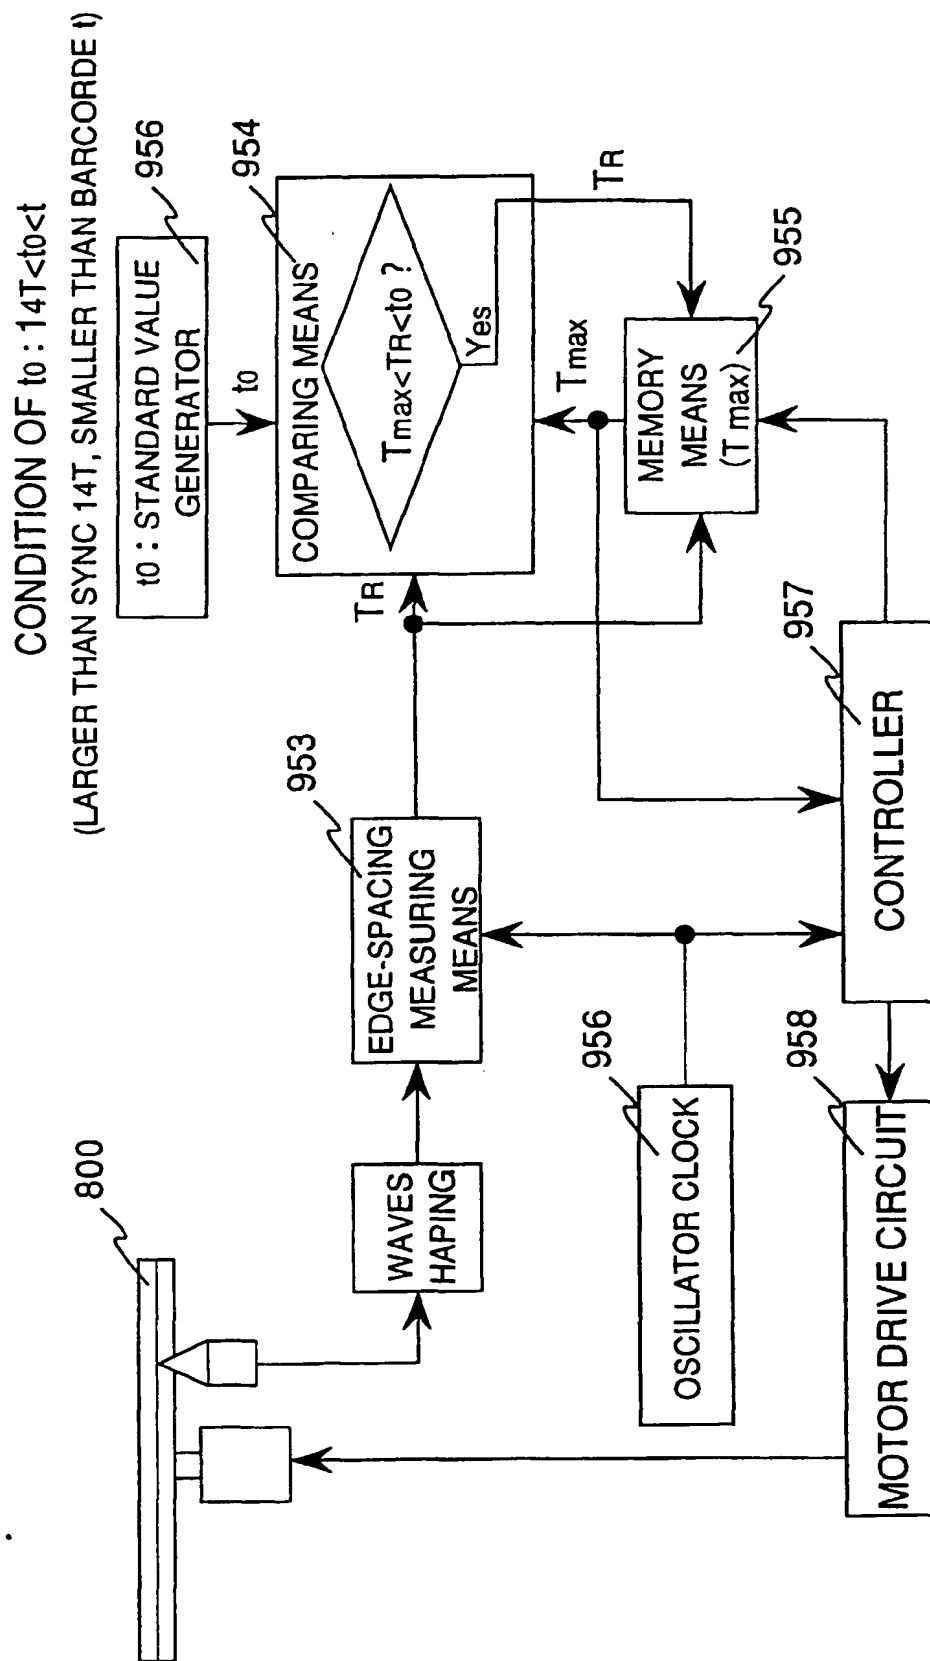 CONDITION OF t0 : 14T<t0<t
(LARGER THAN SYNC 14T, SMALLER THAN BARCORDE t)
800
953
956
t0 : STANDARD VALUE
GENERATOR
t0
954
COMPARING MEANS
Tmax<TR<t0 ?
Yes
TR
TR
WAVES
HAPING
EDGE-SPACING
MEASURING
MEANS
Tmax
MEMORY
MEANS
(T max)
955
956
OSCILLATOR CLOCK
957
CONTROLLER
958
MOTOR DRIVE CIRCUIT